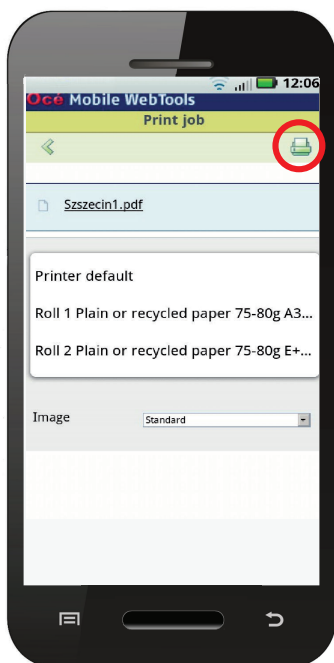 12:06
Océ Mobile WebTools
Print job
Szszecin1.pdf
Printer default
Roll 1 Plain or recycled paper 75-80g A3...
Roll 2 Plain or recycled paper 75-80g E+...
Image Standard